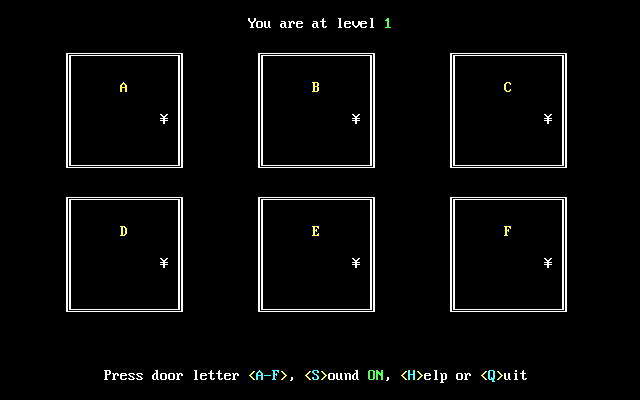 You are at level 1
A B C
¥ ¥ ¥
D E F
¥ ¥ ¥
Press door letter <A-F>, <S>ound ON, <H>elp or <Q>uit